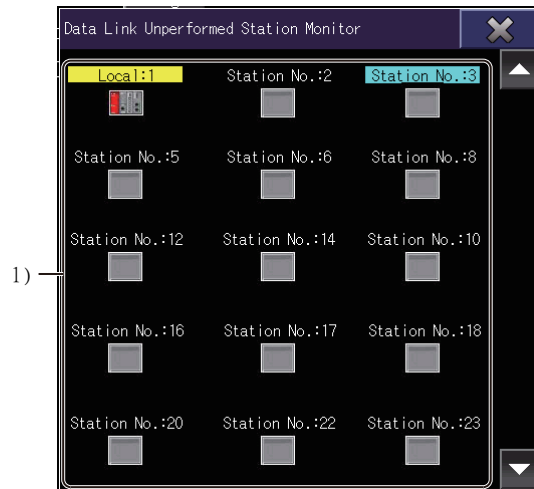 Data Link Unperformed Station Monitor
Local:1 Station No.:2 Station No.:3
Station No.:5 Station No.:6 Station No.:8
Station No.:12 Station No.:14 Station No.:10
1)
Station No.:16 Station No.:17 Station No.:18
Station No.:20 Station No.:22 Station No.:23